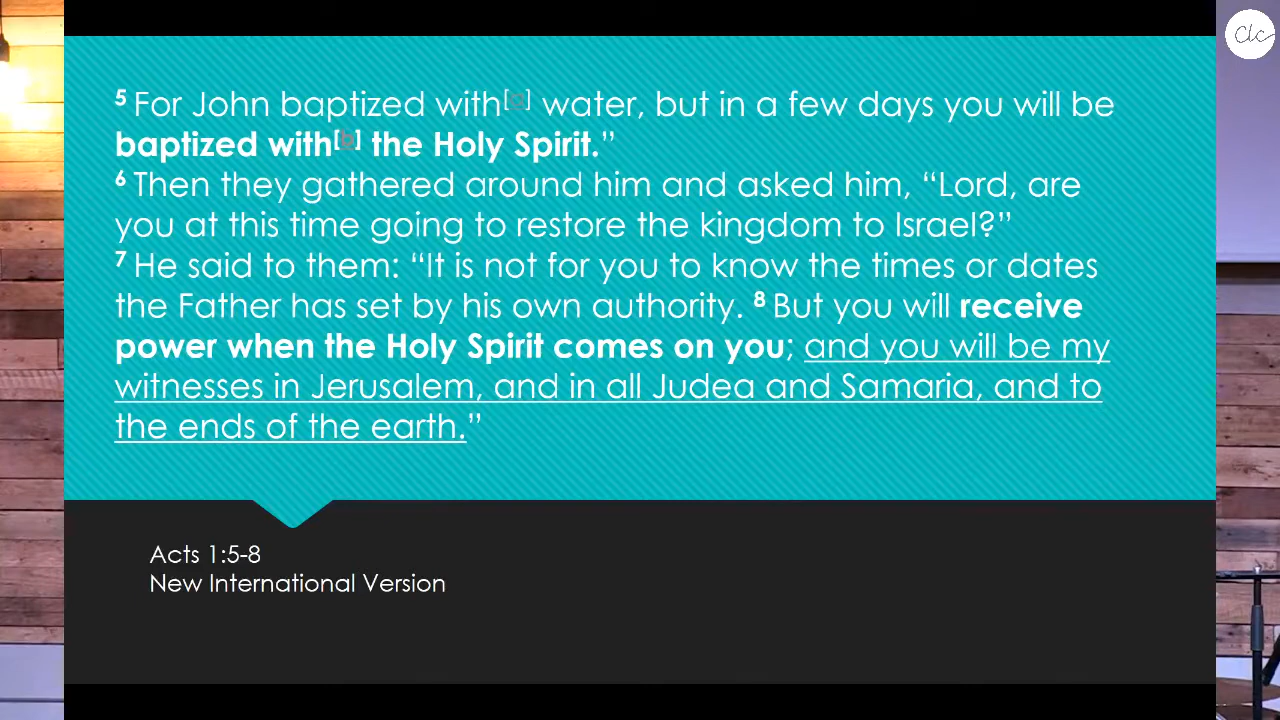 CLC
5 For John baptized with[a] water, but in a few days you will be
baptized with[b] the Holy Spirit.”
6 Then they gathered around him and asked him, “Lord, are
you at this time going to restore the kingdom to Israel?”
7 He said to them: “It is not for you to know the times or dates
the Father has set by his own authority. 8 But you will receive
power when the Holy Spirit comes on you; and you will be my
witnesses in Jerusalem, and in all Judea and Samaria, and to
the ends of the earth.”
Acts 1:5-8
New International Version